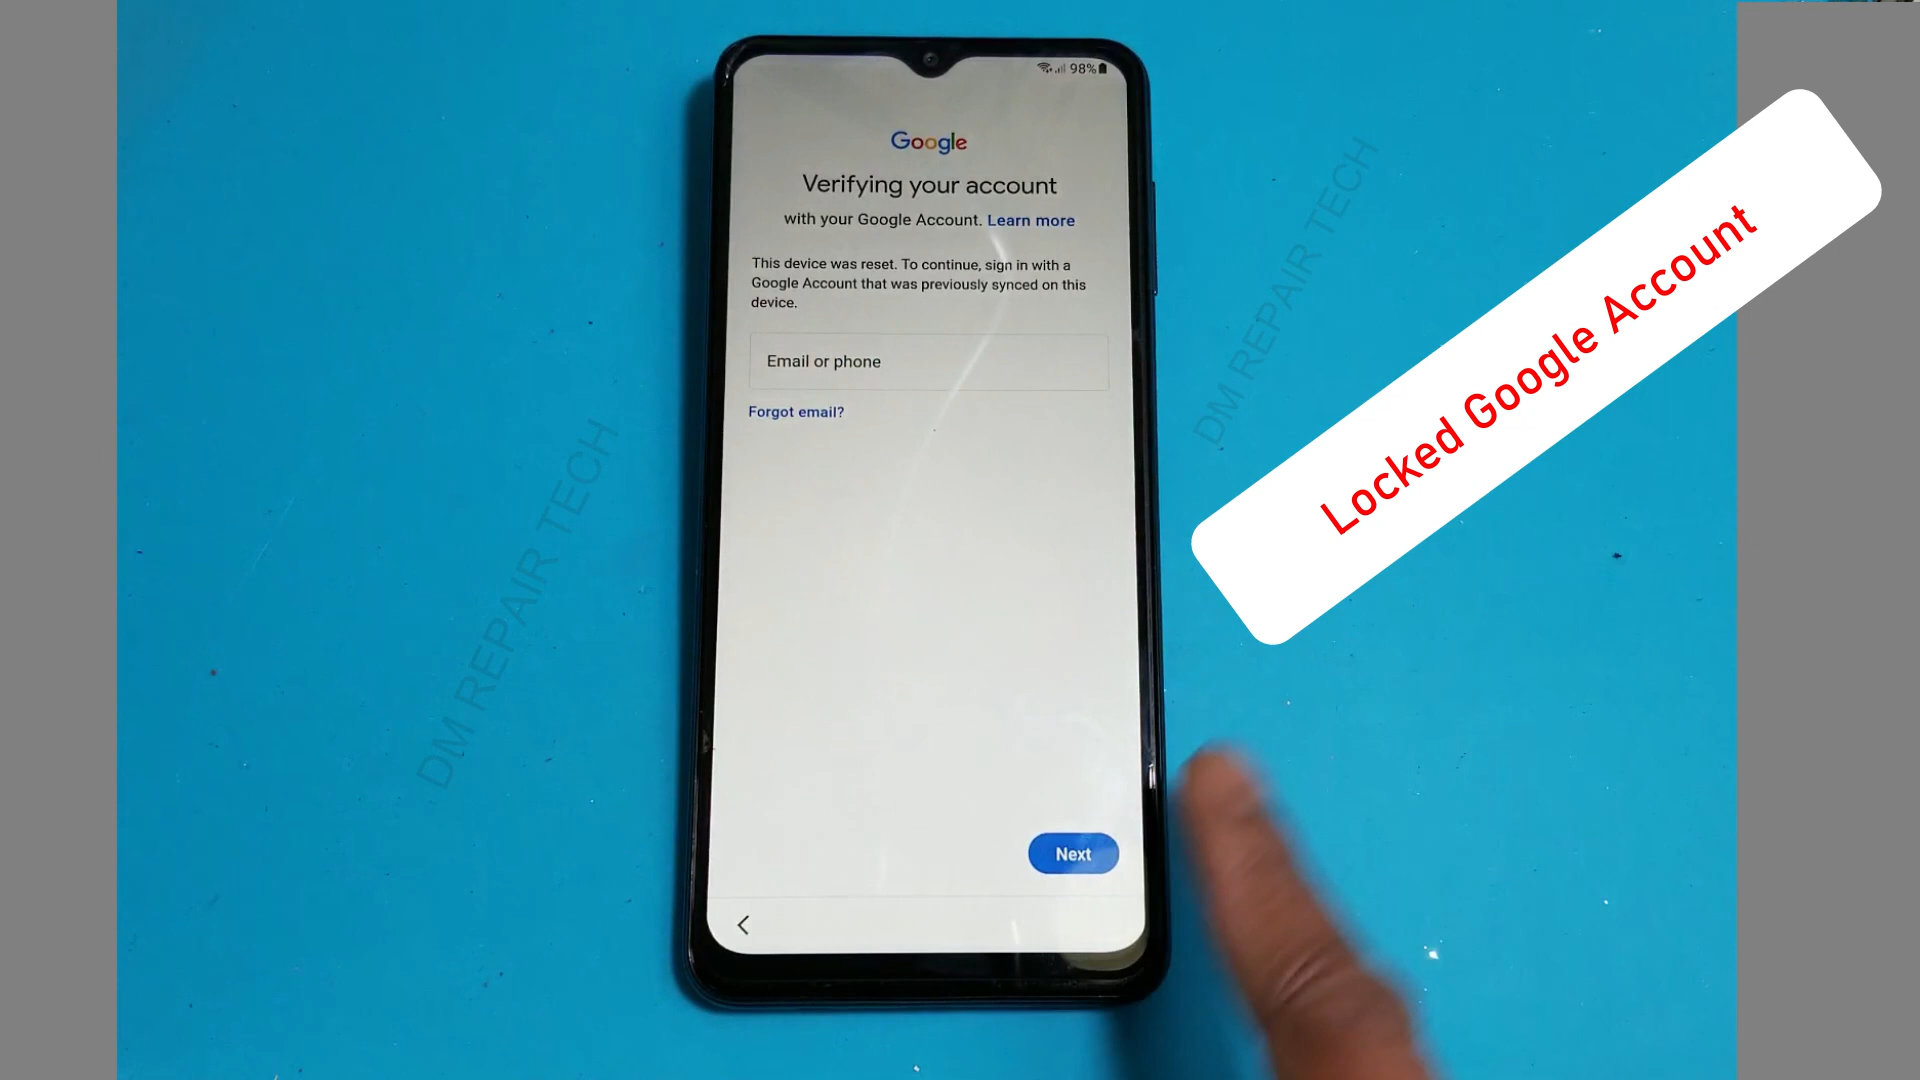 98%
Google
Verifying your account
with your Google Account. Learn more
This device was reset. To continue, sign in with a
Google Account that was previously synced on this
device.
Email or phone
Forgot email?
Next
Locked Google Account
DM REPAIR TECH
DM REPAIR TECH